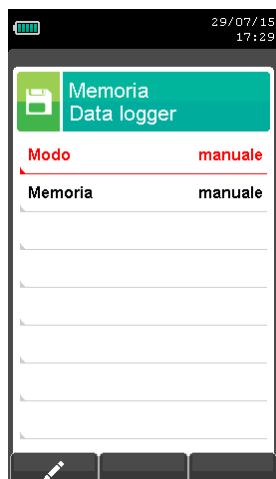 29/07/15
17:29
Memoria
Data logger
Modo manuale
Memoria manuale